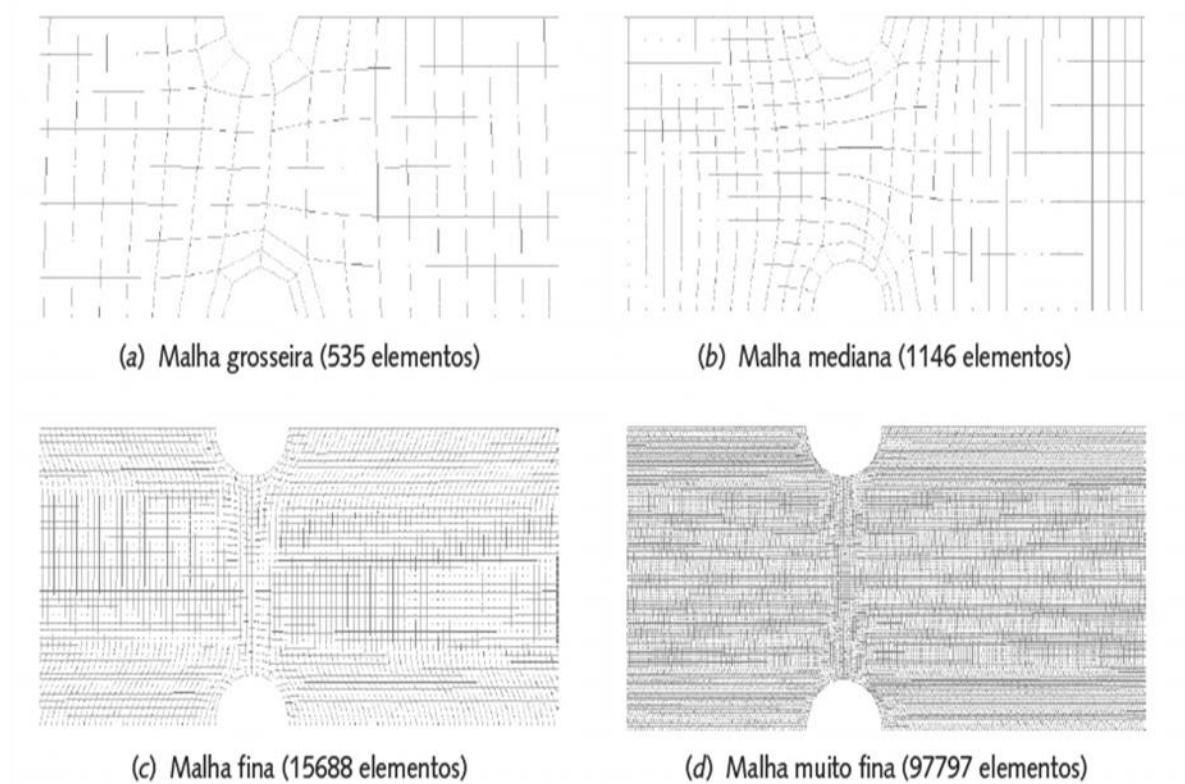 (a) Malha grosseira (535 elementos)
(b) Malha mediana (1146 elementos)
(c) Malha fina (15688 elementos)
(d) Malha muito fina (97797 elementos)